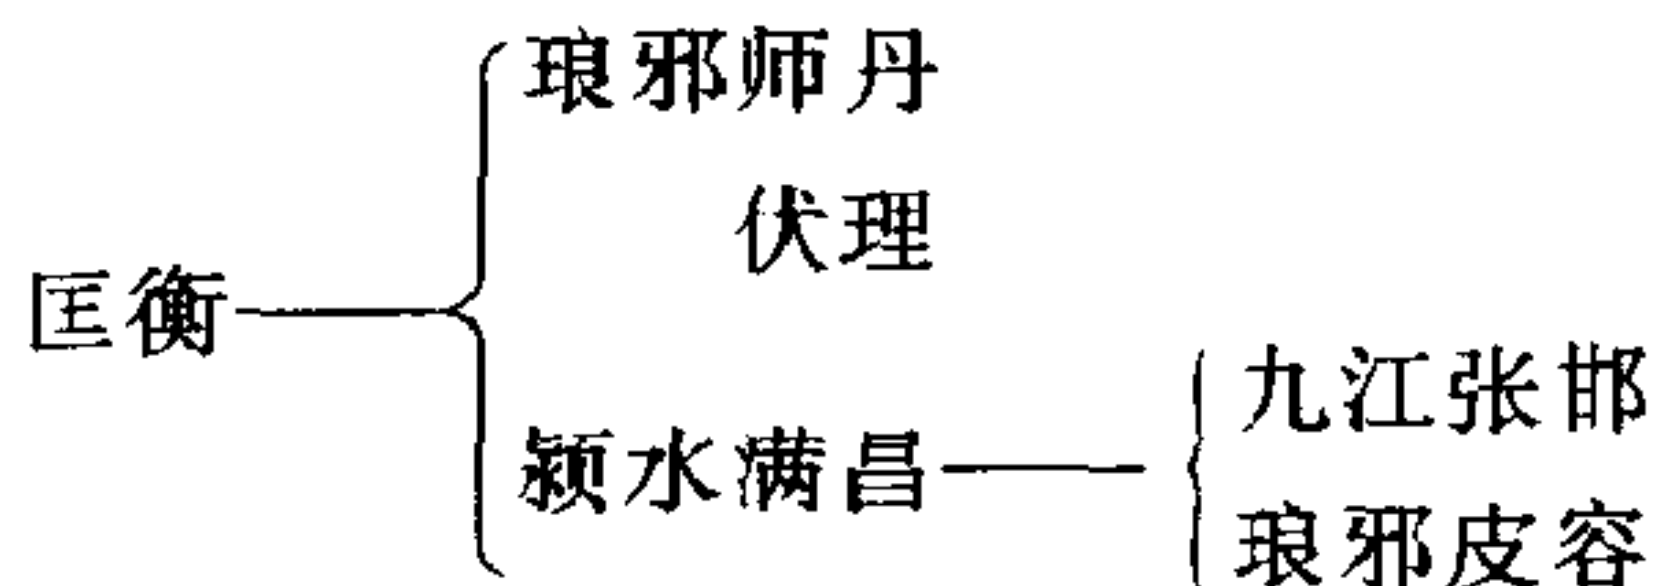 琅邪师丹
伏理
匡衡
颍水满昌
九江张邯
琅邪皮容